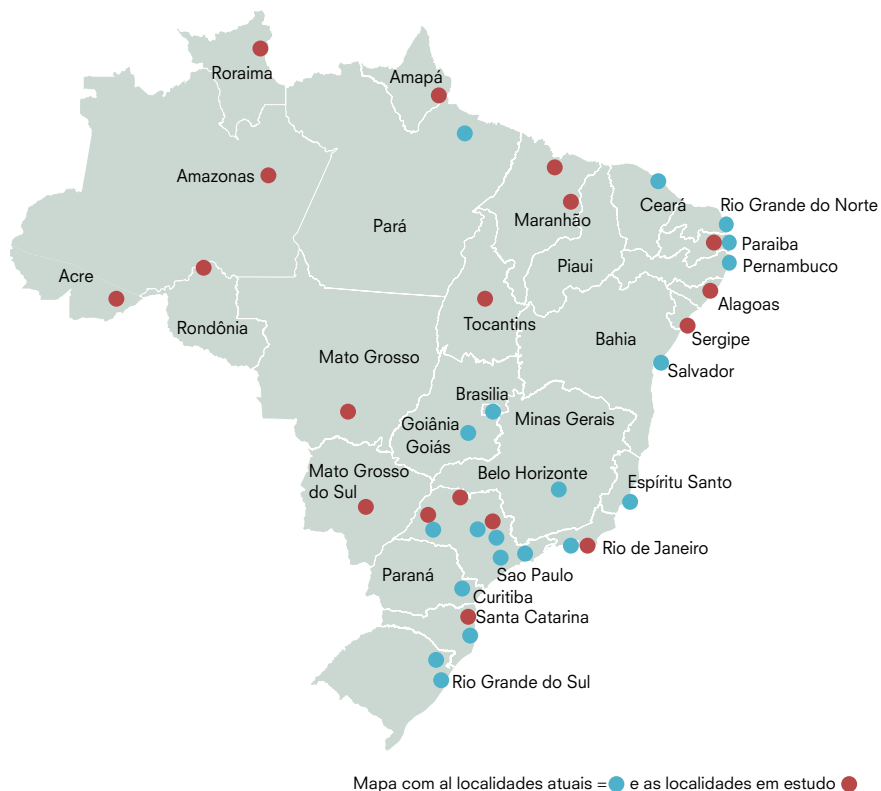 Roraima
Amapá
Amazonas
Pará
Maranhão
Ceará
Rio Grande do Norte
Paraiba
Pernambuco
Piaui
Acre
Rondônia
Tocantins
Alagoas
Bahia
Sergipe
Mato Grosso
Salvador
Brasilia
Goiânia
Goiás
Minas Gerais
Mato Grosso
do Sul
Belo Horizonte
Espíritu Santo
Rio de Janeiro
Sao Paulo
Paraná
Curitiba
Santa Catarina
Rio Grande do Sul
Mapa com al localidades atuais = e as localidades em estudo